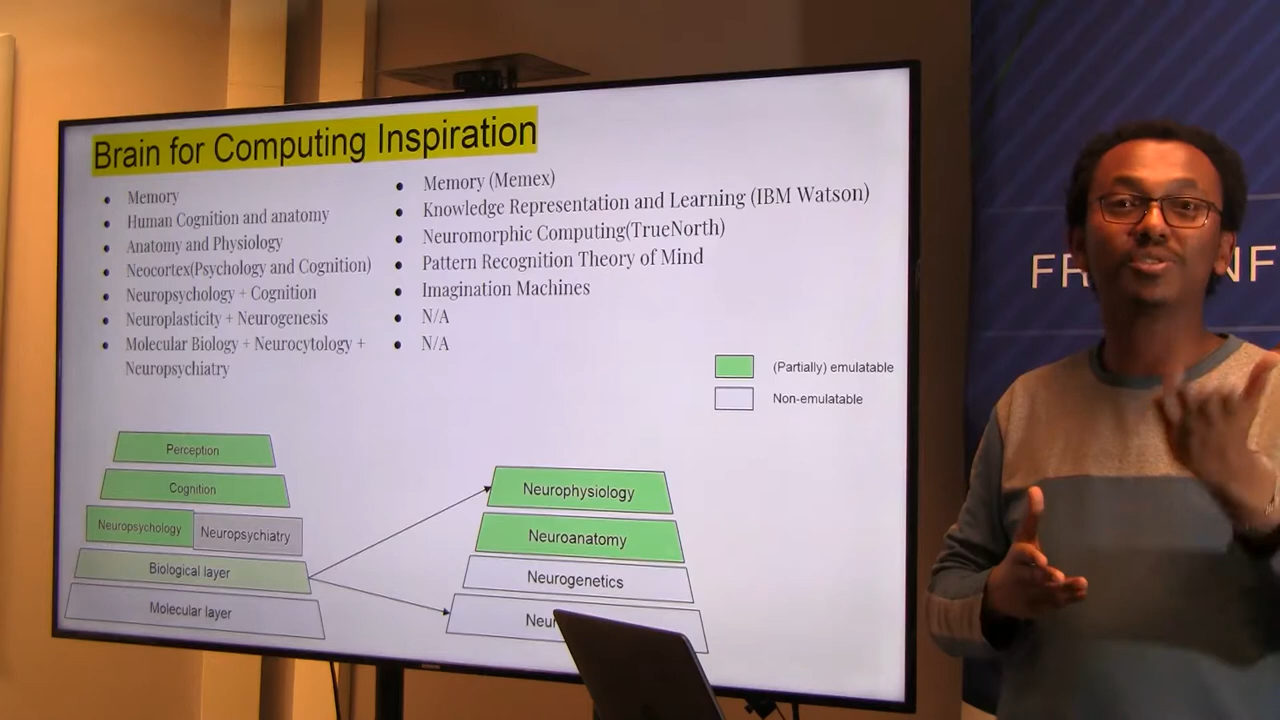 Brain for Computing Inspiration
Memory
Human Cognition and anatomy
Anatomy and Physiology
Neocortex(Psychology and Cognition)
Neuropsychology + Cognition
Neuroplasticity + Neurogenesis
Molecular Biology + Neurocytology +
Neuropsychiatry
Memory (Memex)
Knowledge Representation and Learning (IBM Watson)
Neuromorphic Computing(TrueNorth)
Pattern Recognition Theory of Mind
Imagination Machines
N/A
N/A
(Partially) emulatable
Non-emulatable
Perception
Cognition
Neuropsychology
Neuropsychiatry
Biological layer
Molecular layer
Neurophysiology
Neuroanatomy
Neurogenetics